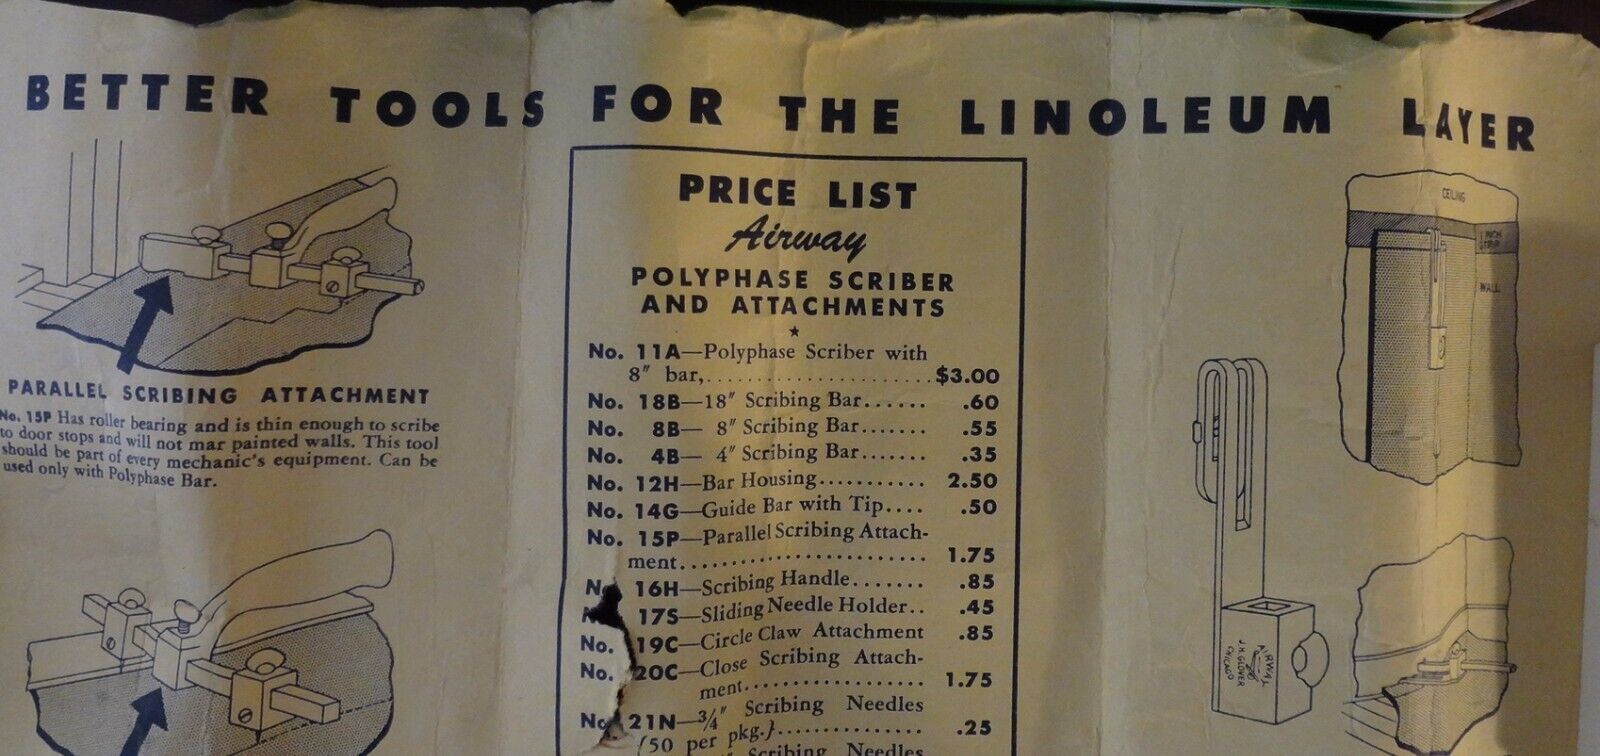 BETTER TOOLS FOR THE LINOLEUM LAYER
PARALLEL SCRIBING ATTACHMENT
No. 15P Has roller bearing and is thin enough to scribe
to door stops and will not mar painted walls. This tool
should be part of every mechanic's equipment. Can be
used only with Polyphase Bar.
PRICE LIST
Airway
POLYPHASE SCRIBER
AND ATTACHMENTS
★
No. 11A—Polyphase Scriber with
8" bar,.......................$3.00
No. 18B—18" Scribing Bar...... .60
No. 8B— 8" Scribing Bar...... .55
No. 4B— 4" Scribing Bar...... .35
No. 12H—Bar Housing........... 2.50
No. 14G—Guide Bar with Tip.... .50
No. 15P—Parallel Scribing Attach-
ment......................... 1.75
16H—Scribing Handle....... .85
17S—Sliding Needle Holder.. .45
No. 19C—Circle Claw Attachment .85
No. 20C—Close Scribing Attach-
ment.................. 1.75
No. 21N—3/4" Scribing Needles
(50 per pkg.)............... .25
Scribing Needles
CEILING
WALL
AIRWAY
J.H. GLOVER
CHICAGO